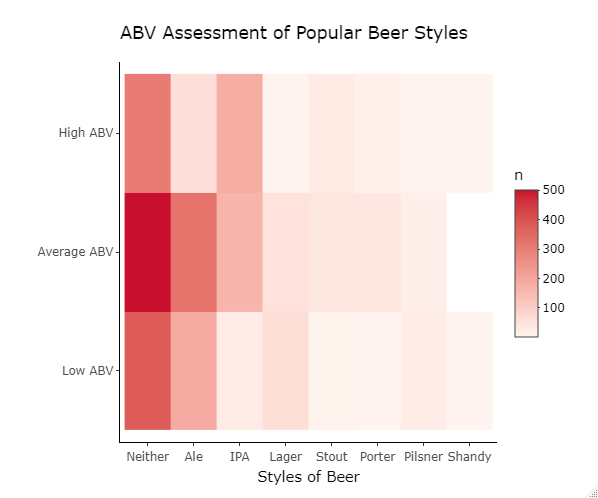 ABV Assessment of Popular Beer Styles
High ABV
Average ABV
Low ABV
n
500
400
300
200
100
Neither Ale IPA Lager Stout Porter Pilsner Shandy
Styles of Beer